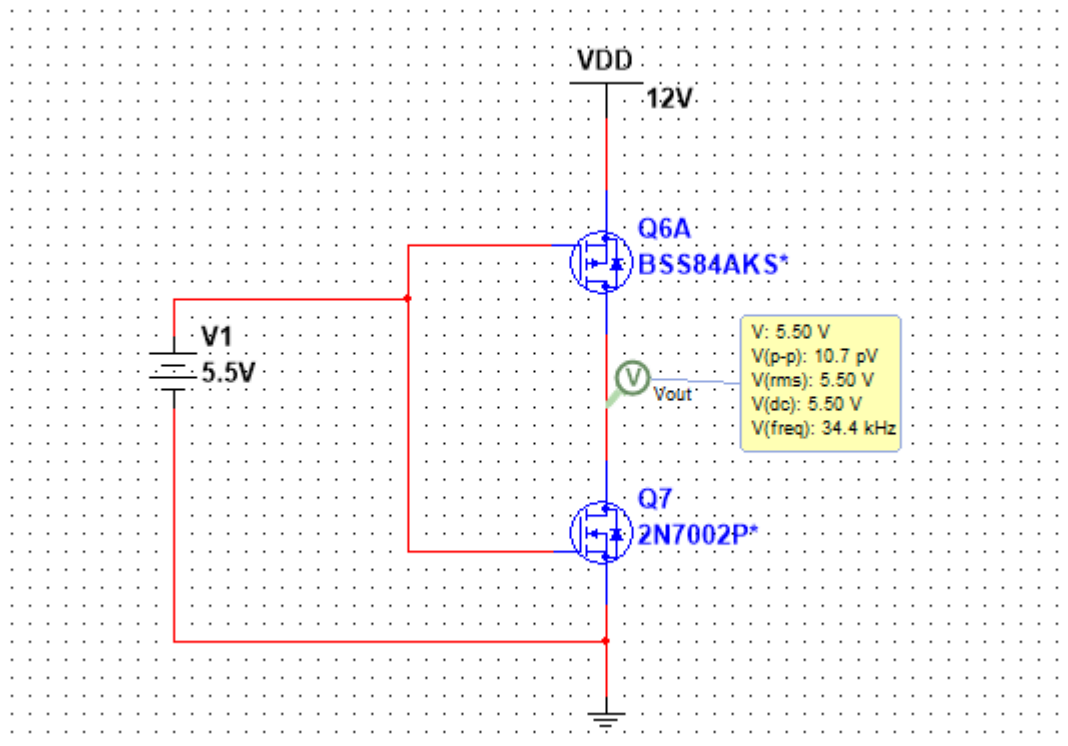 VDD
12V
Q6A
BSS84AKS*
V1
5.5V
V
Vout
V: 5.50 V
V(p-p): 10.7 pV
V(rms): 5.50 V
V(dc): 5.50 V
V(freq): 34.4 kHz
Q7
2N7002P*